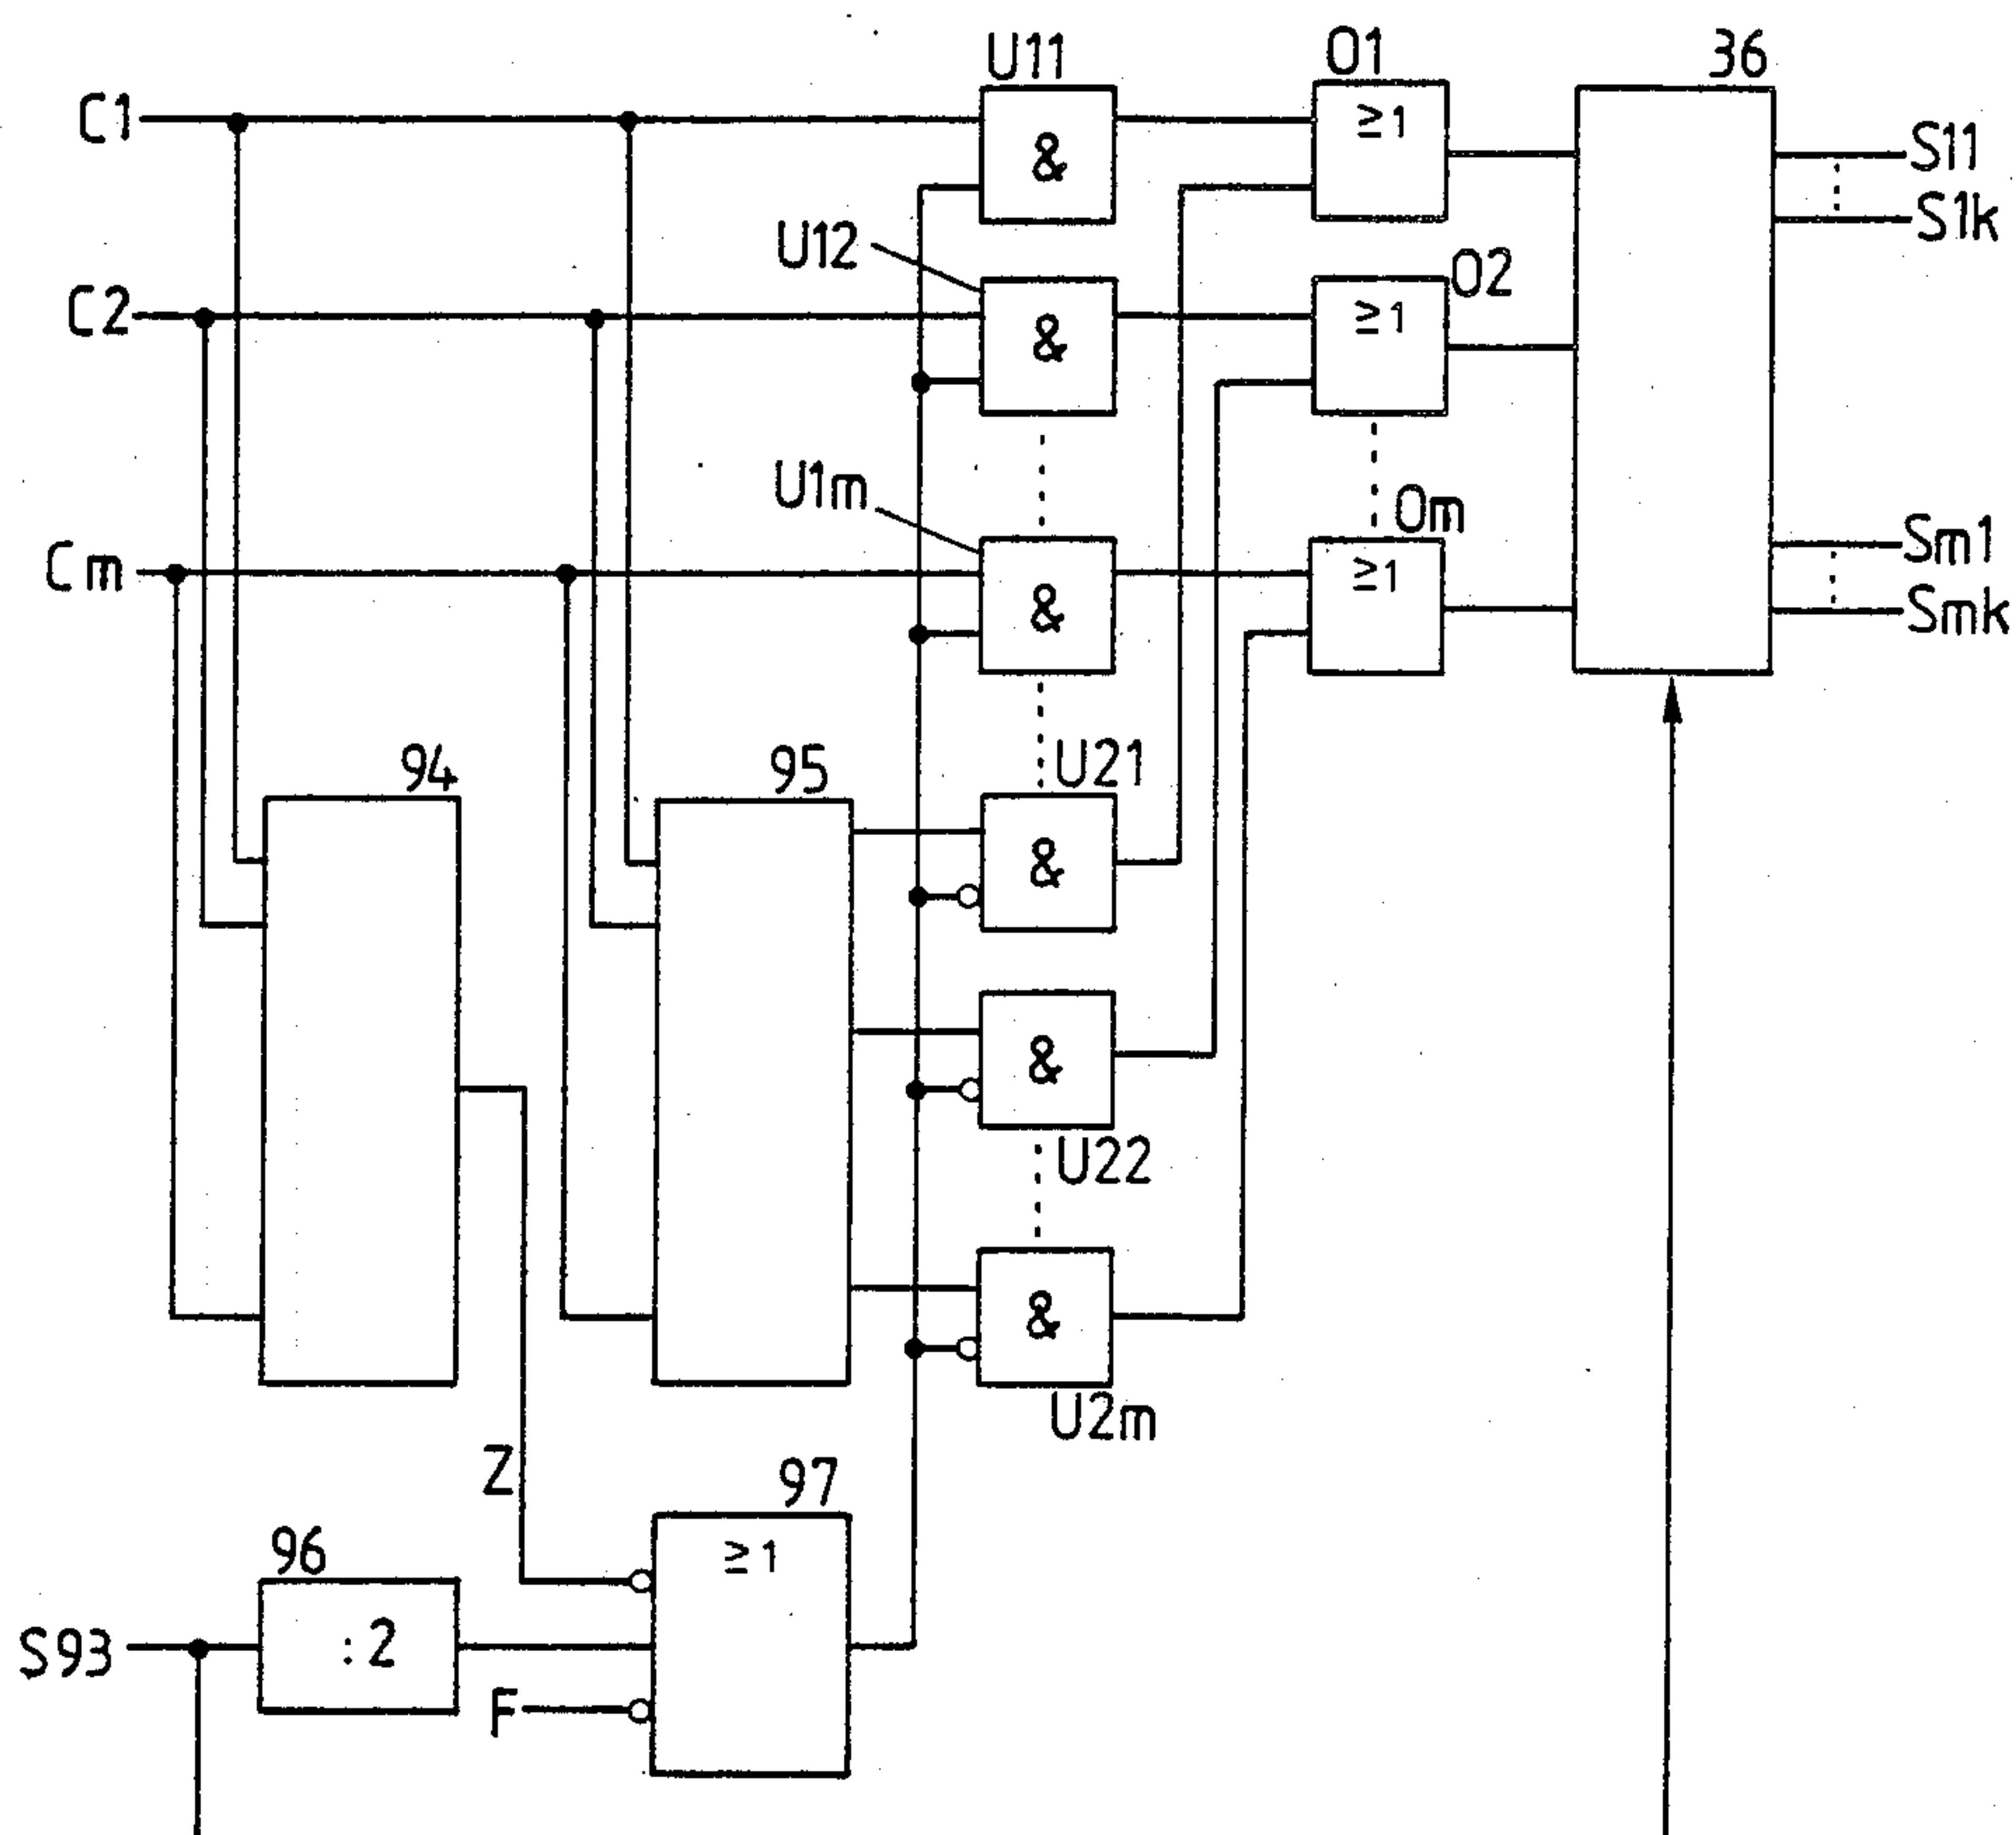 U11
O1
36
C1
&
≥1
S11
S1k
U12
O2
C2
&
≥1
U1m
Om
Cm
&
≥1
Sm1
Smk
94
95
U21
&
&
U22
&
U2m
Z
97
≥1
96
S93
:2
F